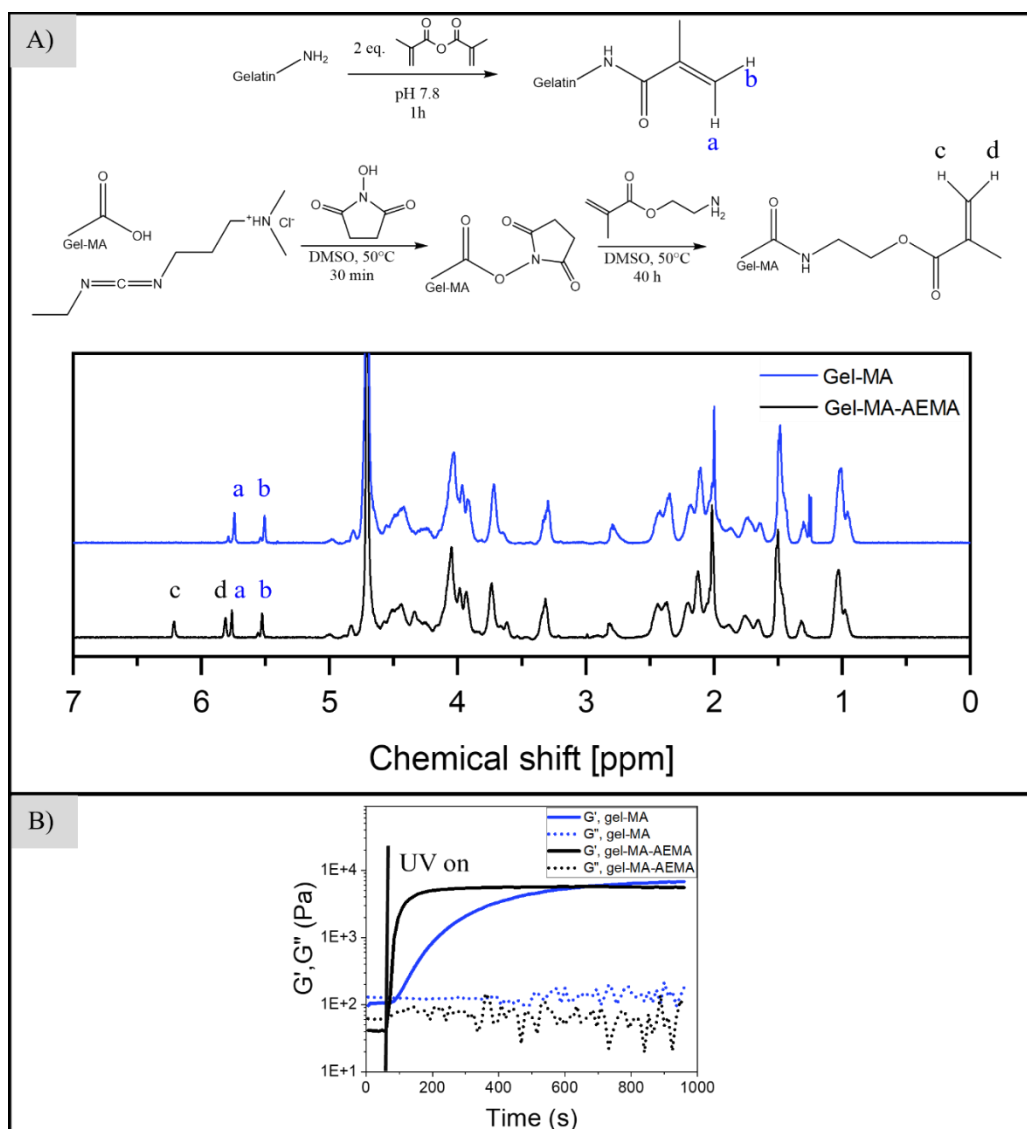 A)
NH2
Gelatin
2 eq.
O
O
O
pH 7.8
1h
Gelatin
H
N
O
H
b
H
a
O
Gel-MA
OH
+
NH
Cl-
N
C
N
OH
N
O
O
DMSO, 50°C
30 min
O
Gel-MA
O
N
O
O
O
O
NH2
DMSO, 50°C
40 h
O
Gel-MA
N
H
O
O
c
d
H
H
Gel-MA
Gel-MA-AEMA
a b
c d a b
7 6 5 4 3 2 1 0
Chemical shift [ppm]
B)
G', gel-MA
G", gel-MA
G', gel-MA-AEMA
G", gel-MA-AEMA
UV on
G',G" (Pa)
1E+4
1E+3
1E+2
1E+1
0 200 400 600 800 1000
Time (s)